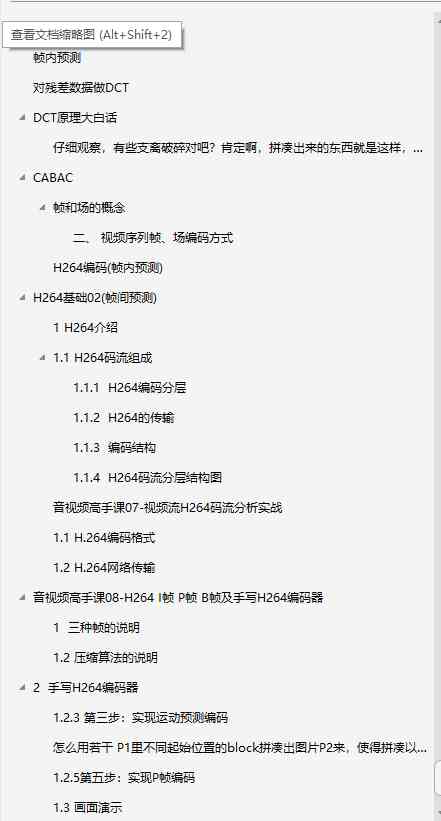 查看文档缩略图 (Alt+Shift+2)
帧内预测
对残差数据做DCT
DCT原理大白话
仔细观察，有些支离破碎对吧？肯定啊，拼凑出来的东西就是这样，...
CABAC
帧和场的概念
二、 视频序列帧、场编码方式
H264编码(帧内预测)
H264基础02(帧间预测)
1 H264介绍
1.1 H264码流组成
1.1.1 H264编码分层
1.1.2 H264的传输
1.1.3 编码结构
1.1.4 H264码流分层结构图
音视频高手课07-视频流H264码流分析实战
1.1 H.264编码格式
1.2 H.264网络传输
音视频高手课08-H264 I帧 P帧 B帧及手写H264编码器
1 三种帧的说明
1.2 压缩算法的说明
2 手写H264编码器
1.2.3 第三步：实现运动预测编码
怎么用若干 P1里不同起始位置的block拼凑出图片P2来，使得拼凑以...
1.2.5第五步：实现P帧编码
1.3 画面演示